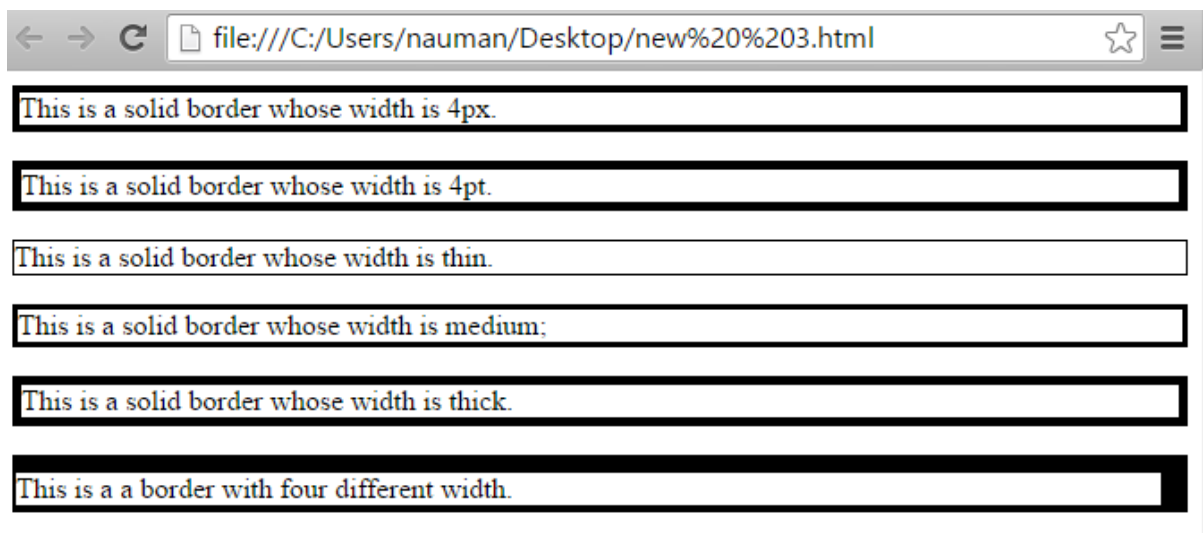 file:///C:/Users/nauman/Desktop/new%20%203.html
This is a solid border whose width is 4px.
This is a solid border whose width is 4pt.
This is a solid border whose width is thin.
This is a solid border whose width is medium;
This is a solid border whose width is thick.
This is a a border with four different width.